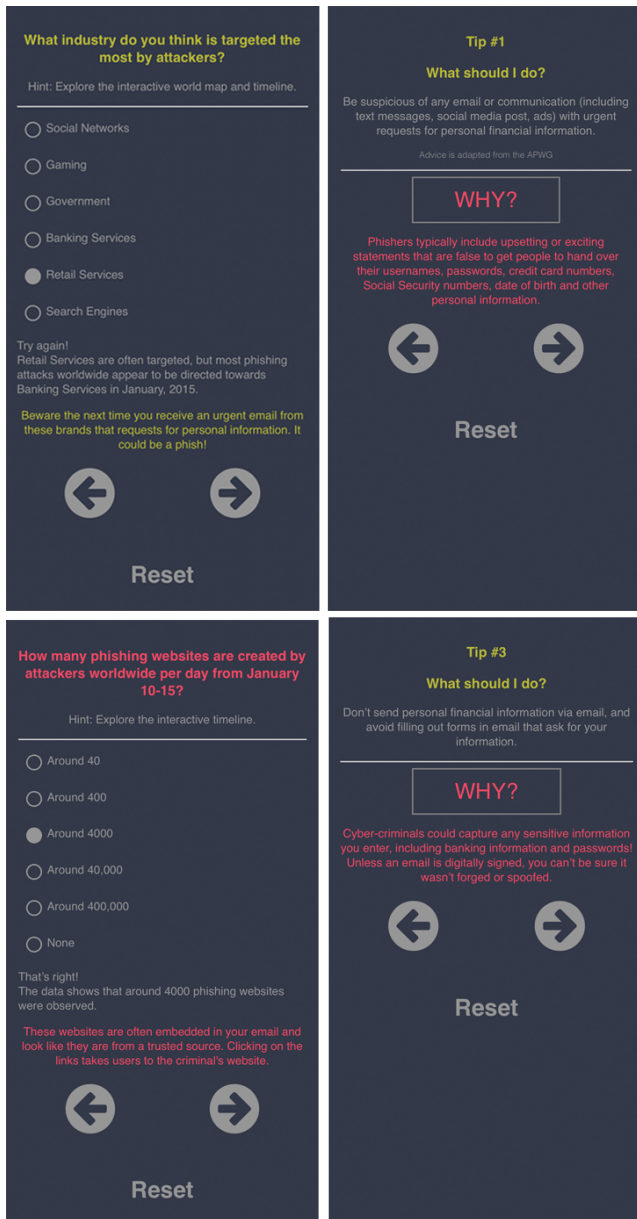 What industry do you think is targeted the
most by attackers?
Hint: Explore the interactive world map and timeline.
Social Networks
Gaming
Government
Banking Services
Retail Services
Search Engines
Try again!
Retail Services are often targeted, but most phishing
attacks worldwide appear to be directed towards
Banking Services in January, 2015.
Beware the next time you receive an urgent email from
these brands that requests for personal information. It
could be a phish!
Reset
Tip #1
What should I do?
Be suspicious of any email or communication (including
text messages, social media post, ads) with urgent
requests for personal financial information.
Advice is adapted from the APWG
WHY?
Phishers typically include upsetting or exciting
statements that are false to get people to hand over
their usernames, passwords, credit card numbers,
Social Security numbers, date of birth and other
personal information.
Reset
How many phishing websites are created by
attackers worldwide per day from January
10-15?
Hint: Explore the interactive timeline.
Around 40
Around 400
Around 4000
Around 40,000
Around 400,000
None
That's right!
The data shows that around 4000 phishing websites
were observed.
These websites are often embedded in your email and
look like they are from a trusted source. Clicking on the
links takes users to the criminal's website.
Reset
Tip #3
What should I do?
Don't send personal financial information via email, and
avoid filling out forms in email that ask for your
information.
WHY?
Cyber-criminals could capture any sensitive information
you enter, including banking information and passwords!
Unless an email is digitally signed, you can't be sure it
wasn't forged or spoofed.
Reset